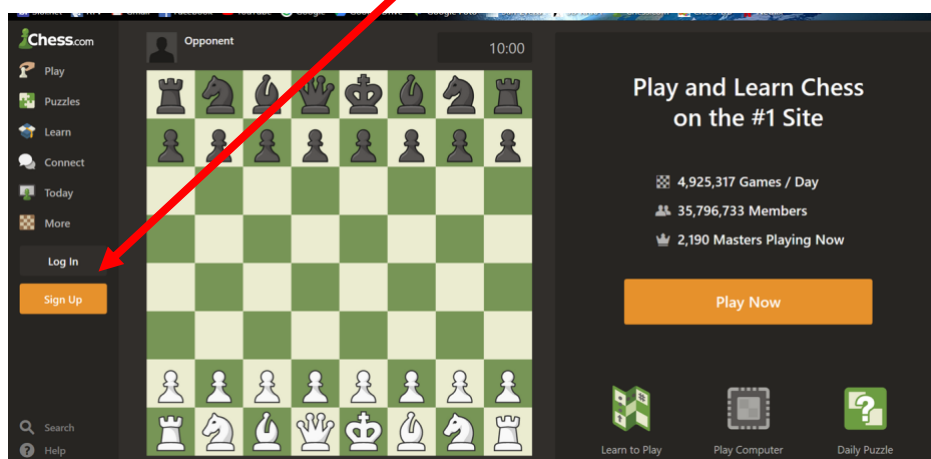 Chess.com
Play
Puzzles
Learn
Connect
Today
More
Log In
Sign Up
Search
Help
Opponent
10:00
Play and Learn Chess
on the #1 Site
4,925,317 Games / Day
35,796,733 Members
2,190 Masters Playing Now
Play Now
Learn to Play
Play Computer
Daily Puzzle